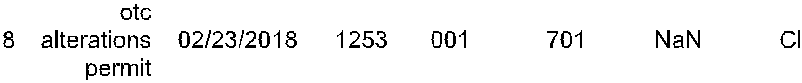 otc
8 alterations 02/23/2018 1253 001 701 NaN Cl
permit